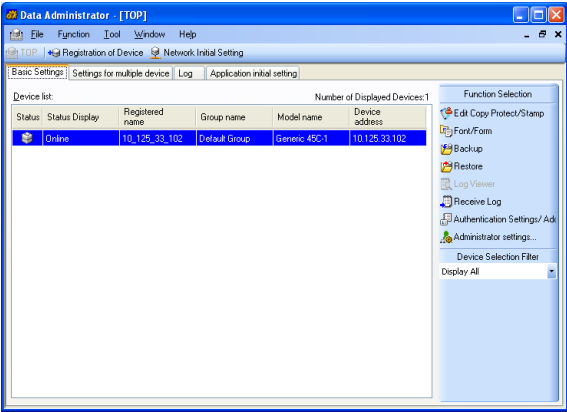 Data Administrator - [TOP]
File Function Tool Window Help
TOP Registration of Device Network Initial Setting
Basic Settings Settings for multiple device Log Application initial setting
Device list: Number of Displayed Devices:1
Status Status Display Registered name Group name Model name Device address
Online 10_125_33_102 Default Group Generic 45C-1 10.125.33.102
Function Selection
Edit Copy Protect/Stamp
Font/Form
Backup
Restore
Log Viewer
Receive Log
Authentication Settings/ Add
Administrator settings...
Device Selection Filter
Display All